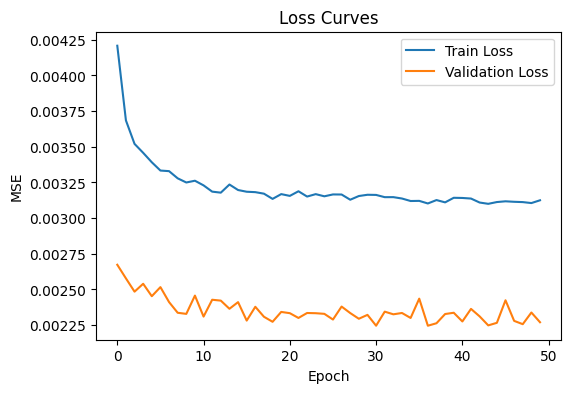 Loss Curves
0.00425
0.00400
0.00375
0.00350
0.00325
0.00300
0.00275
0.00250
0.00225
MSE
Train Loss
Validation Loss
0 10 20 30 40 50
Epoch